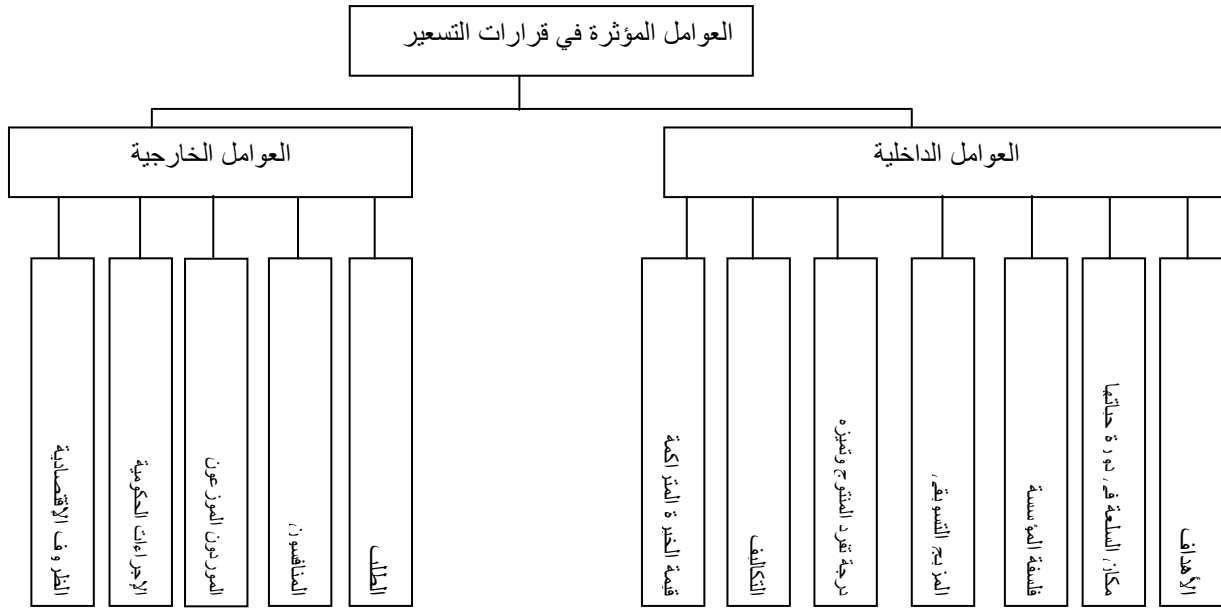 العوامل المؤثرة في قرارات التسعير
العوامل الداخلية
العوامل الخارجية
الأهداف
مكان السلعة في دورة حياتها
فلسفة المؤسسة
المزيج التسويقي
درجة تفرد المنتوج وتميزه
التكاليف
قيمة الخبرة المتراكمة
الطلب
المنافسون
الموردون الموزعون
الإجراءات الحكومية
الظروف الإقتصادية